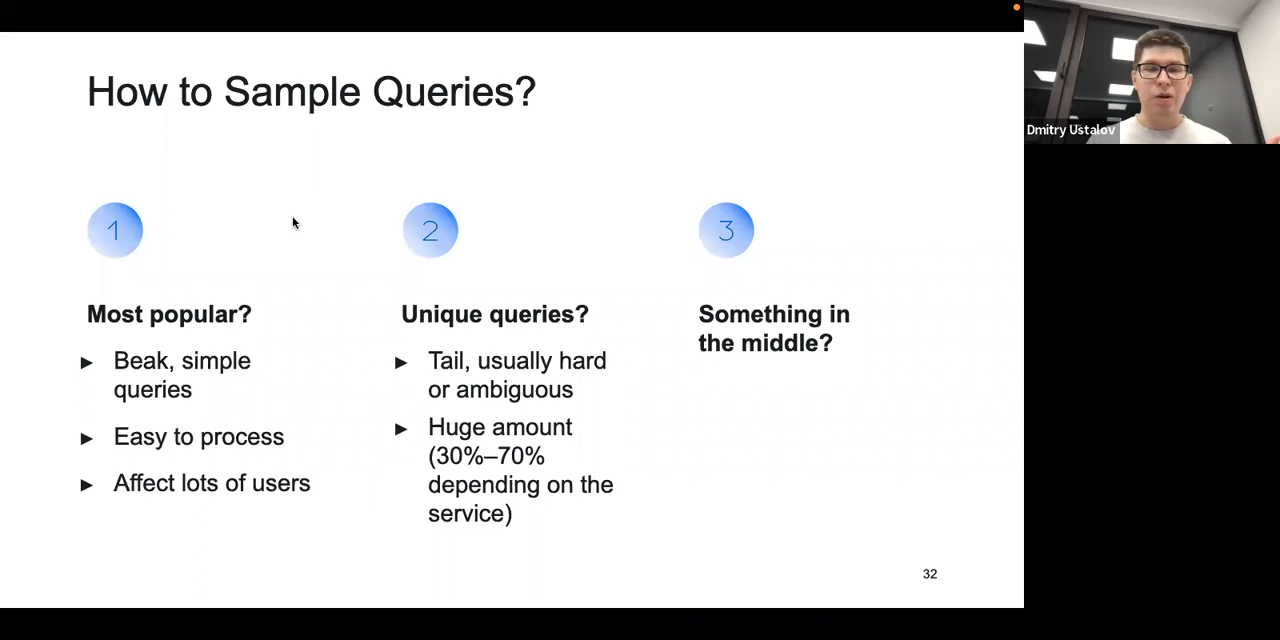 How to Sample Queries?
Dmitry Ustalov
1
2
3
Most popular?
► Beak, simple
queries
► Easy to process
► Affect lots of users
Unique queries?
► Tail, usually hard
or ambiguous
► Huge amount
(30%–70%
depending on the
service)
Something in
the middle?
32